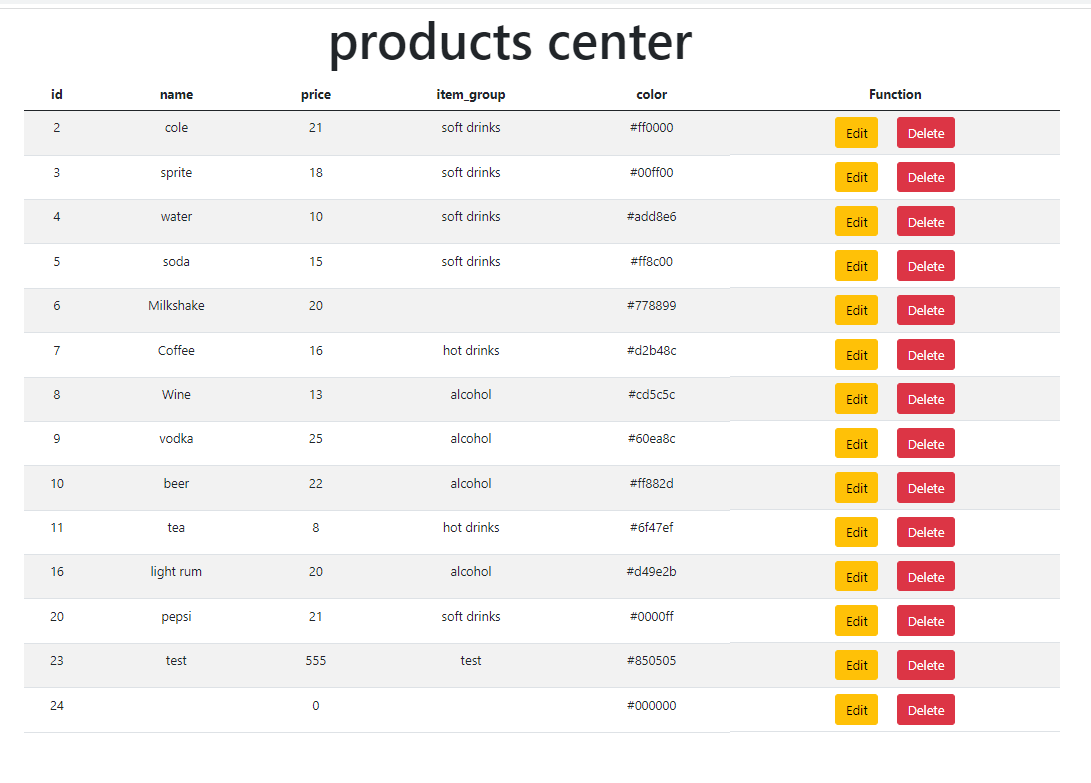 products center
id name price item_group color Function
2 cole 21 soft drinks #ff0000 Edit Delete
3 sprite 18 soft drinks #00ff00 Edit Delete
4 water 10 soft drinks #add8e6 Edit Delete
5 soda 15 soft drinks #ff8c00 Edit Delete
6 Milkshake 20 #778899 Edit Delete
7 Coffee 16 hot drinks #d2b48c Edit Delete
8 Wine 13 alcohol #cd5c5c Edit Delete
9 vodka 25 alcohol #60ea8c Edit Delete
10 beer 22 alcohol #ff882d Edit Delete
11 tea 8 hot drinks #6f47ef Edit Delete
16 light rum 20 alcohol #d49e2b Edit Delete
20 pepsi 21 soft drinks #0000ff Edit Delete
23 test 555 test #850505 Edit Delete
24 0 #000000 Edit Delete